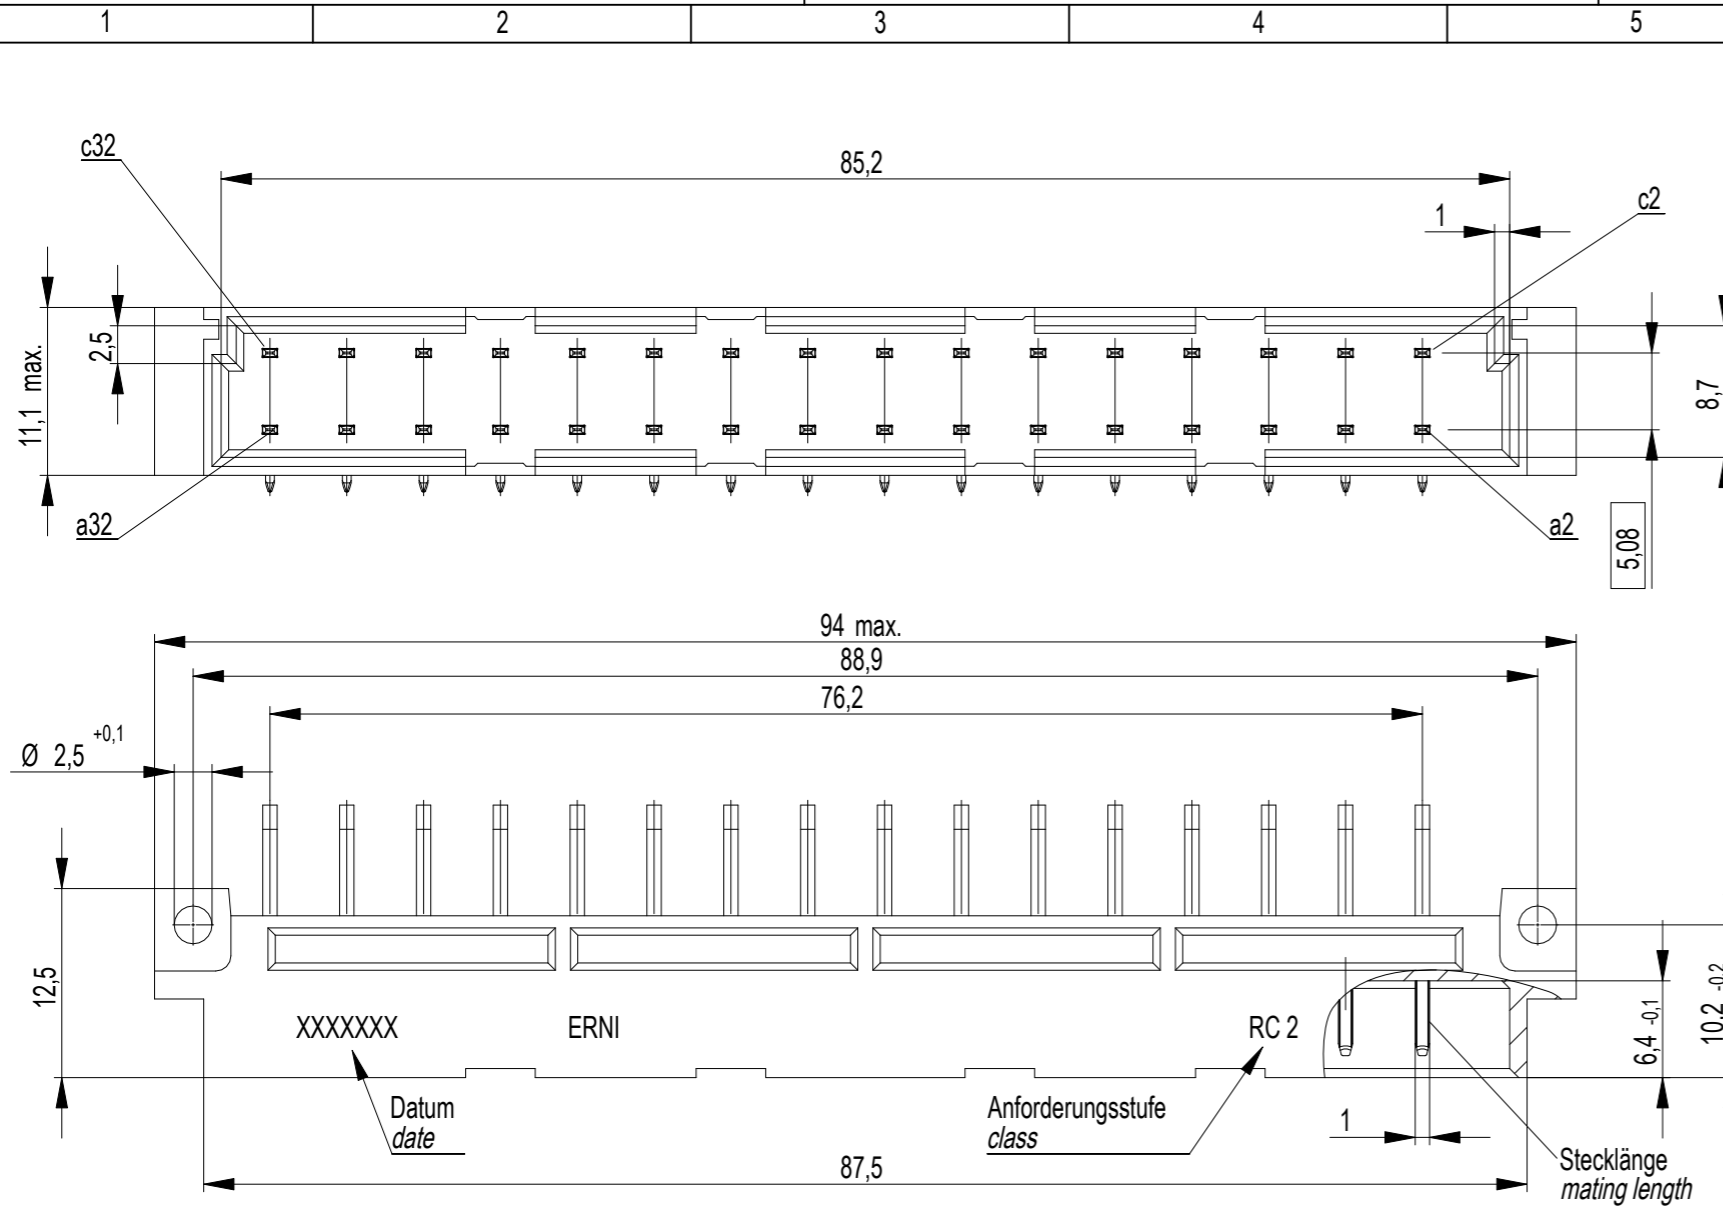 1 2 3 4 5
c32
85,2
1
c2
2,5
11,1 max.
8,7
a32
a2
5,08
94 max.
88,9
76,2
Ø 2,5 +0,1
12,5
XXXXXXX
ERNI
RC 2
6,4 -0,1
10,2 -0,2
Datum
date
Anforderungsstufe
class
1
87,5
Stecklänge
mating length